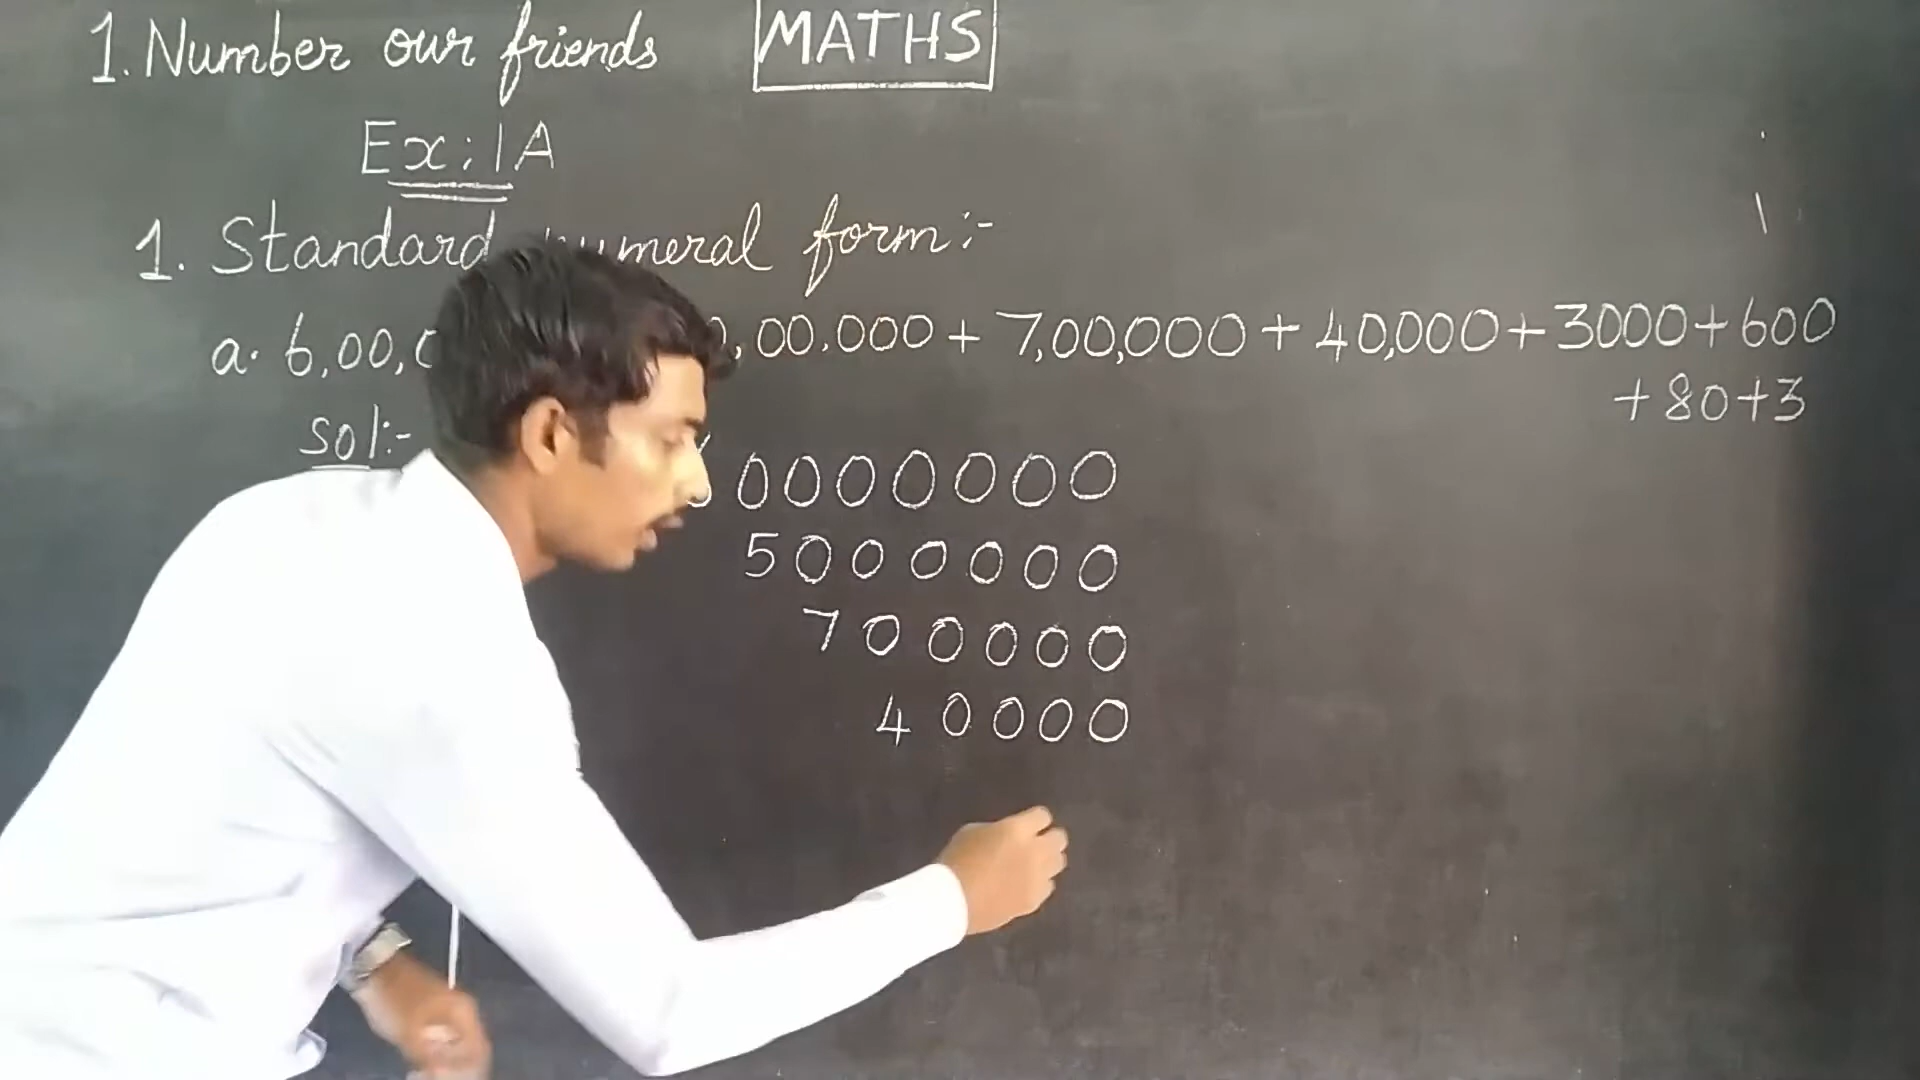 1. Number our friends MATHS
Ex: 1A
1. Standard numeral form :-
a. 6,00,0 ,00,000 + 7,00,000 + 40,000 + 3000 + 600
+ 80 + 3
Sol:-
0000000
5000000
700000
40000